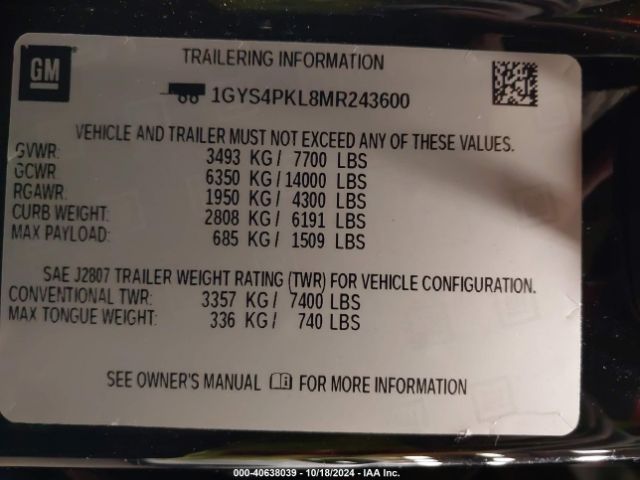 GM
TRAILERING INFORMATION
1GYS4PKL8MR243600
VEHICLE AND TRAILER MUST NOT EXCEED ANY OF THESE VALUES.
GVWR: 3493 KG / 7700 LBS
GCWR: 6350 KG / 14000 LBS
RGAWR: 1950 KG / 4300 LBS
CURB WEIGHT: 2808 KG / 6191 LBS
MAX PAYLOAD: 685 KG / 1509 LBS
SAE J2807 TRAILER WEIGHT RATING (TWR) FOR VEHICLE CONFIGURATION.
CONVENTIONAL TWR: 3357 KG / 7400 LBS
MAX TONGUE WEIGHT: 336 KG / 740 LBS
SEE OWNER'S MANUAL FOR MORE INFORMATION
000-40638039 - 10/18/2024 - IAA Inc.